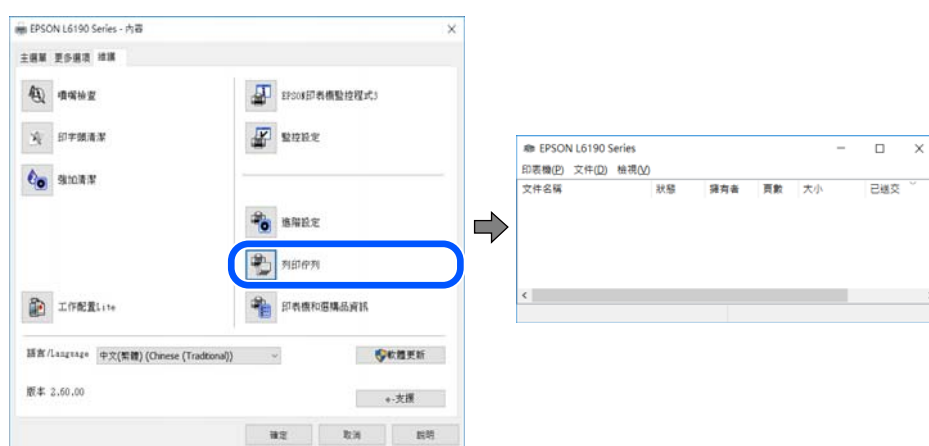 EPSON L6190 Series - 內容
主選單 更多選項 維護
噴嘴檢查
EPSON印表機監控程式3
印字頭清潔
監控設定
強加清潔
進階設定
列印佇列
工作配置Lite
印表機和選購品資訊
語言/Language 中文(繁體) (Chinese (Traditional))
軟體更新
版本 2.60.00
+-支援
確定 取消 說明
EPSON L6190 Series
印表機(P) 文件(D) 檢視(V)
文件名稱 狀態 擁有者 頁數 大小 已送交